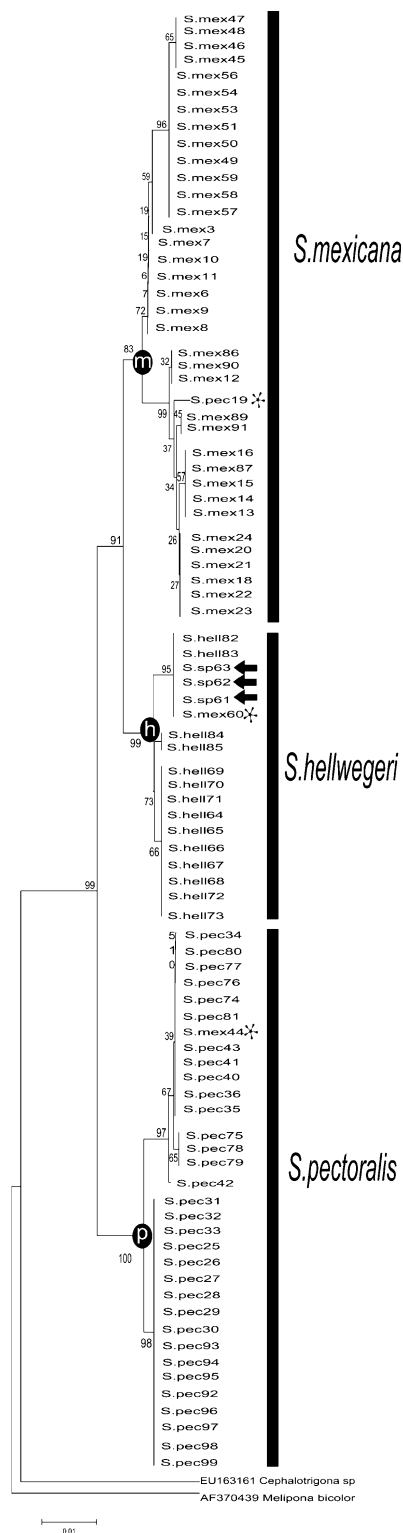 65
S.mex47
S.mex48
S.mex46
S.mex45
S.mex56
S.mex54
S.mex53
96
S.mex51
S.mex50
S.mex49
59
S.mex59
S.mex58
19
S.mex57
S.mex3
15
S.mex7
19
S.mex10
6
S.mex11
7
S.mex6
72
S.mex9
S.mex8
S.mexicana
83
m
32
S.mex86
S.mex90
S.mex12
S.pec19
99
45
S.mex89
S.mex91
37
S.mex16
57
S.mex87
34
S.mex15
S.mex14
S.mex13
26
S.mex24
S.mex20
S.mex21
27
S.mex18
S.mex22
S.mex23
91
S.hell82
S.hell83
95
S.sp63
S.sp62
S.sp61
S.mex60
h
99
S.hell84
S.hell85
S.hellwegeri
S.hell69
S.hell70
73
S.hell71
S.hell64
S.hell65
66
S.hell66
S.hell67
S.hell68
S.hell72
S.hell73
99
5
S.pec34
1
S.pec80
0
S.pec77
S.pec76
S.pec74
S.pec81
39
S.mex44
S.pec43
S.pec41
S.pec40
67
S.pec36
S.pec35
97
S.pec75
S.pec78
65
S.pec79
S.pectoralis
S.pec42
S.pec31
S.pec32
p
S.pec33
100
S.pec25
S.pec26
S.pec27
S.pec28
S.pec29
S.pec30
98
S.pec93
S.pec94
S.pec95
S.pec92
S.pec96
S.pec97
S.pec98
S.pec99
EU163161 Cephalotrigona sp
AF370439 Melipona bicolor
0.01